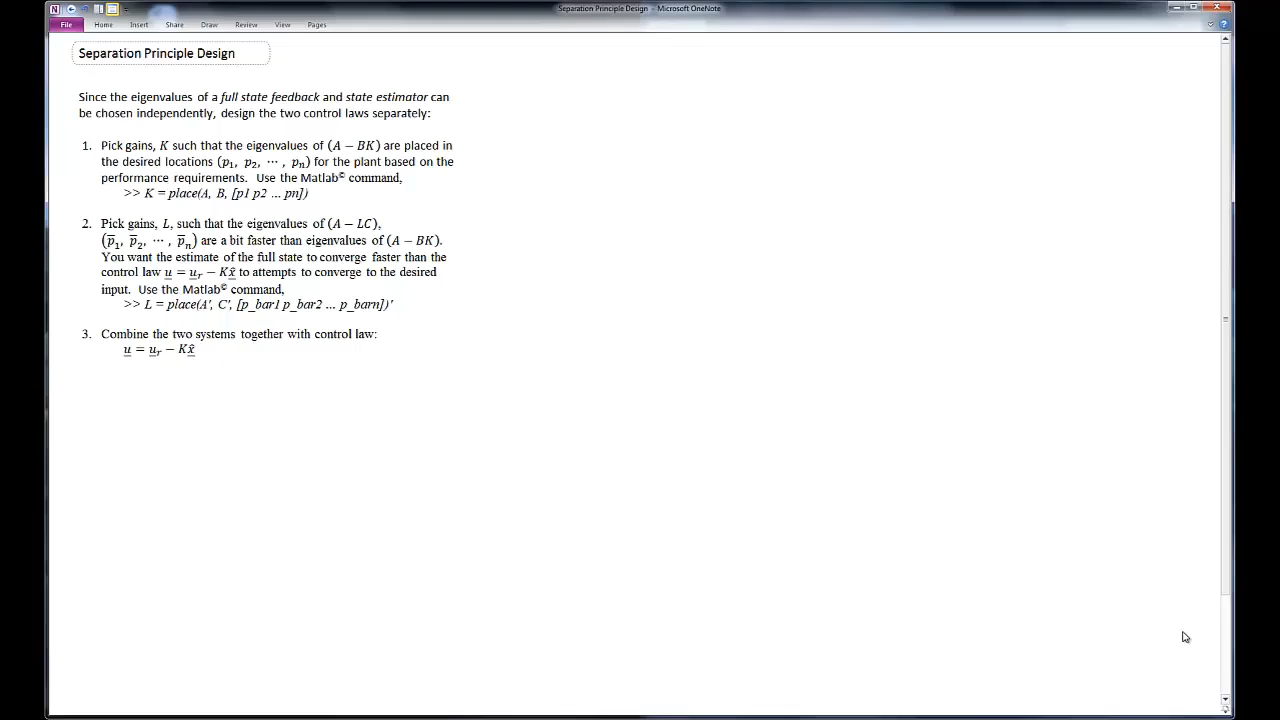 Separation Principle Design - Microsoft OneNote
File Home Insert Share Draw Review View Pages
Separation Principle Design
Since the eigenvalues of a full state feedback and state estimator can
be chosen independently, design the two control laws separately:
1. Pick gains, K such that the eigenvalues of (A − BK) are placed in
the desired locations (p₁, p₂, ⋯ , pₙ) for the plant based on the
performance requirements. Use the Matlab© command,
>> K = place(A, B, [p1 p2 ... pn])
2. Pick gains, L, such that the eigenvalues of (A − LC),
(p̅₁, p̅₂, ⋯ , p̅ₙ) are a bit faster than eigenvalues of (A − BK).
You want the estimate of the full state to converge faster than the
control law u̲ = u̲ᵣ − Kx̲̂ to attempts to converge to the desired
input. Use the Matlab© command,
>> L = place(A', C', [p_bar1 p_bar2 ... p_barn])'
3. Combine the two systems together with control law:
u̲ = u̲ᵣ − Kx̲̂